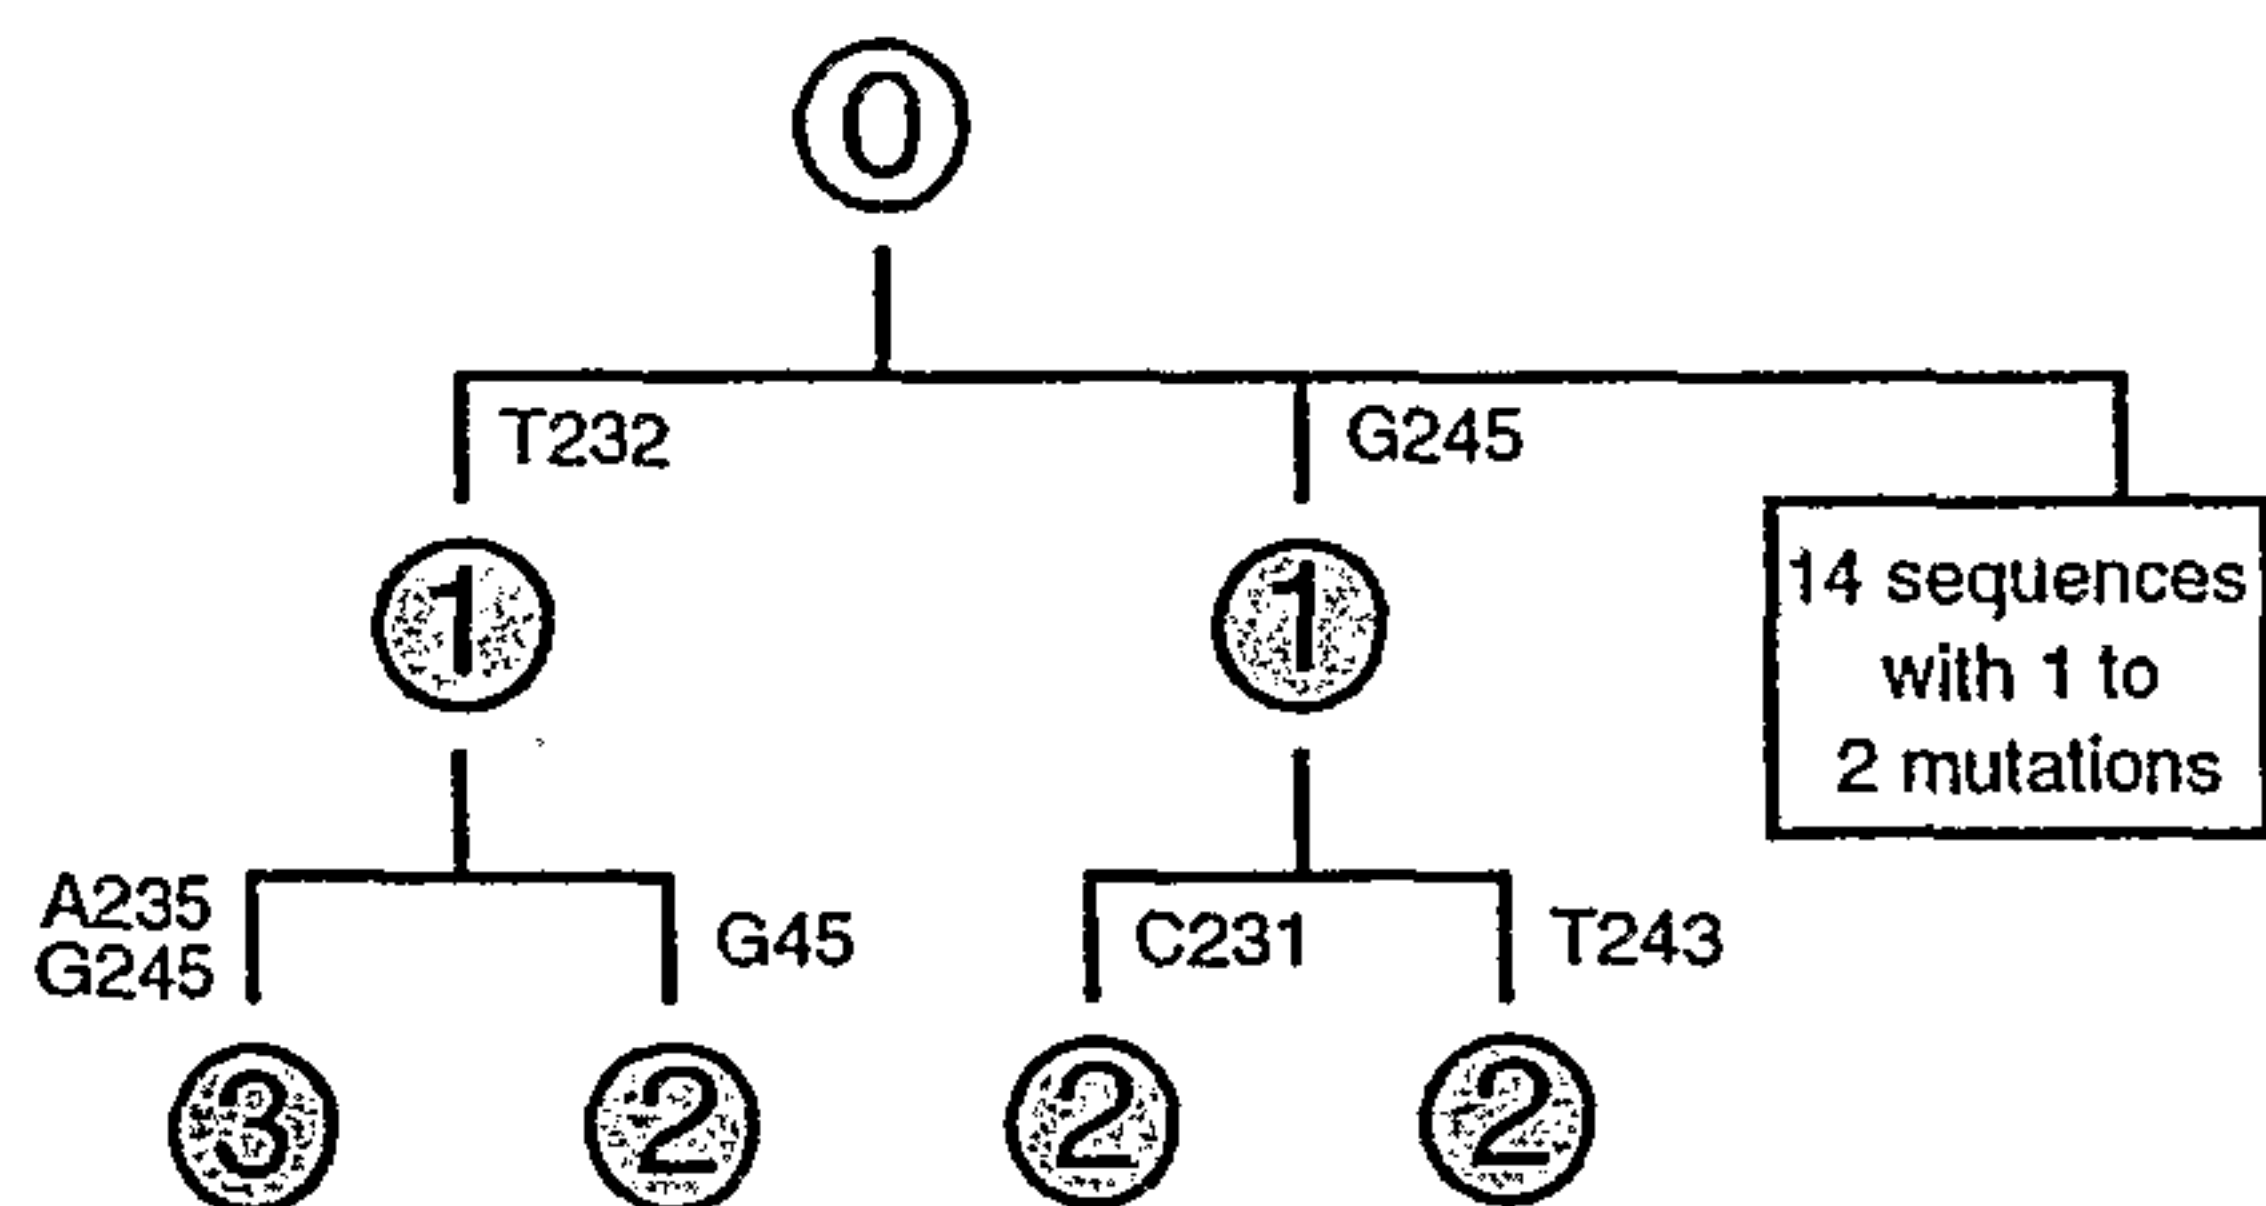 0
T232
G245
1
1
14 sequences
with 1 to
2 mutations
A235
G245
G45
C231
T243
3
2
2
2